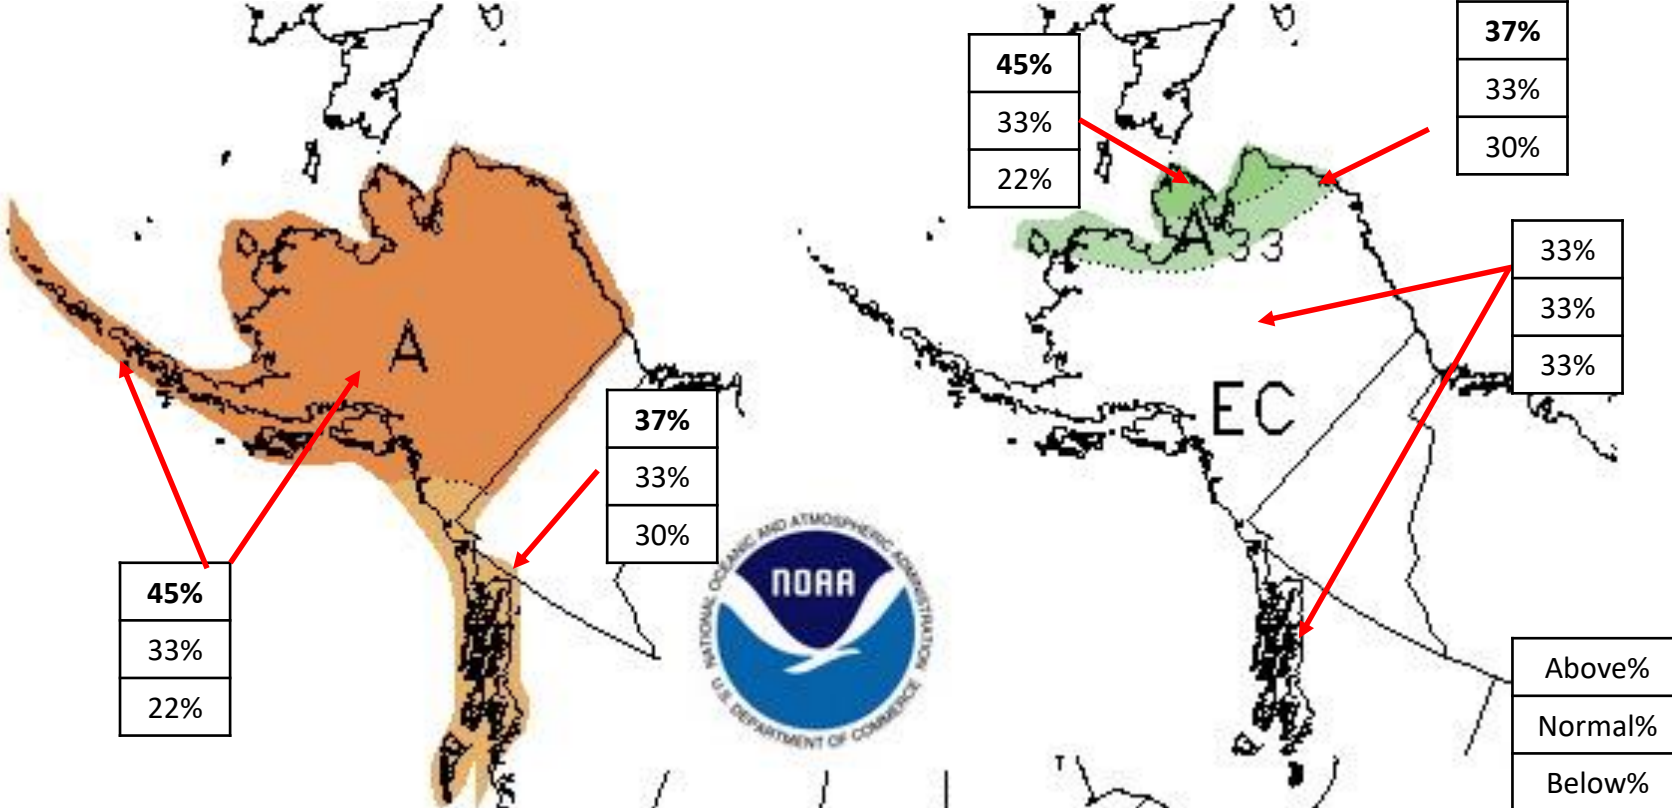 45%
33%
22%
37%
33%
30%
A
33
33%
33%
33%
A
EC
37%
33%
30%
45%
33%
22%
NATIONAL OCEANIC AND ATMOSPHERIC ADMINISTRATION
NOAA
U.S. DEPARTMENT OF COMMERCE
Above%
Normal%
Below%
T